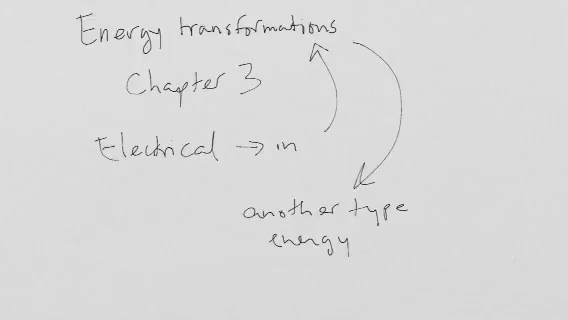 Energy transformations
Chapter 3
Electrical → in
another type
energy